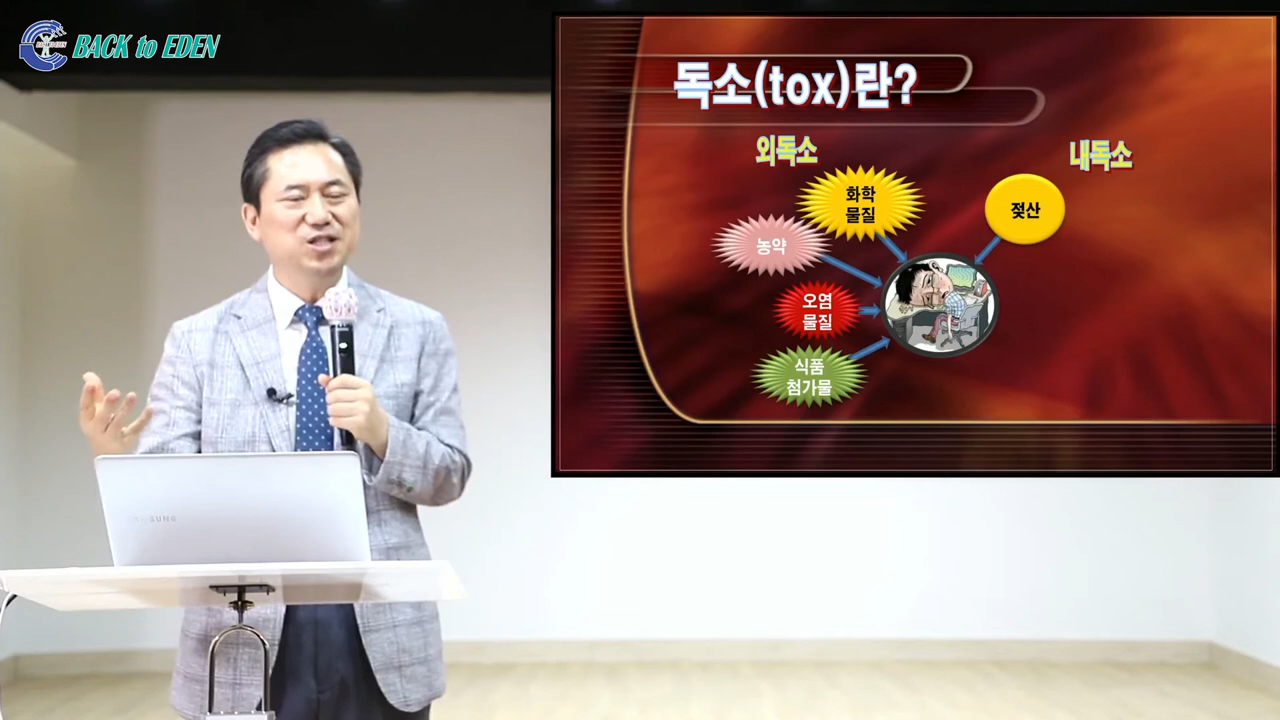 BACK to EDEN
독소(tox)란?
외독소
내독소
화학
물질
젖산
농약
오염
물질
식품
첨가물
SAMSUNG